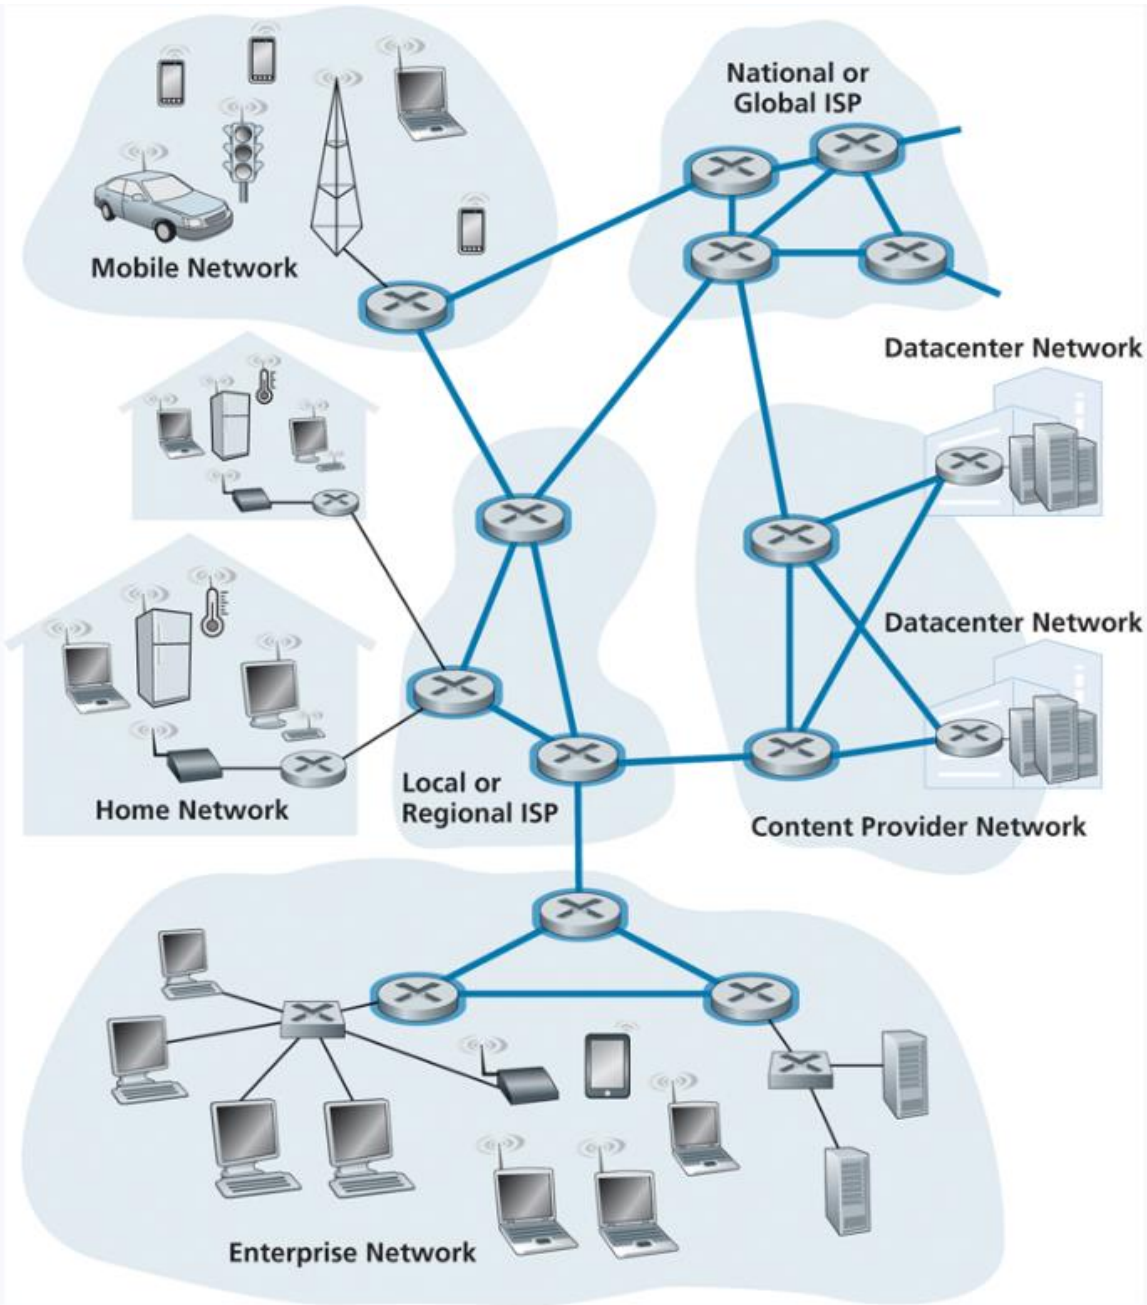 National or
Global ISP
Mobile Network
Datacenter Network
Datacenter Network
Home Network
Local or
Regional ISP
Content Provider Network
Enterprise Network